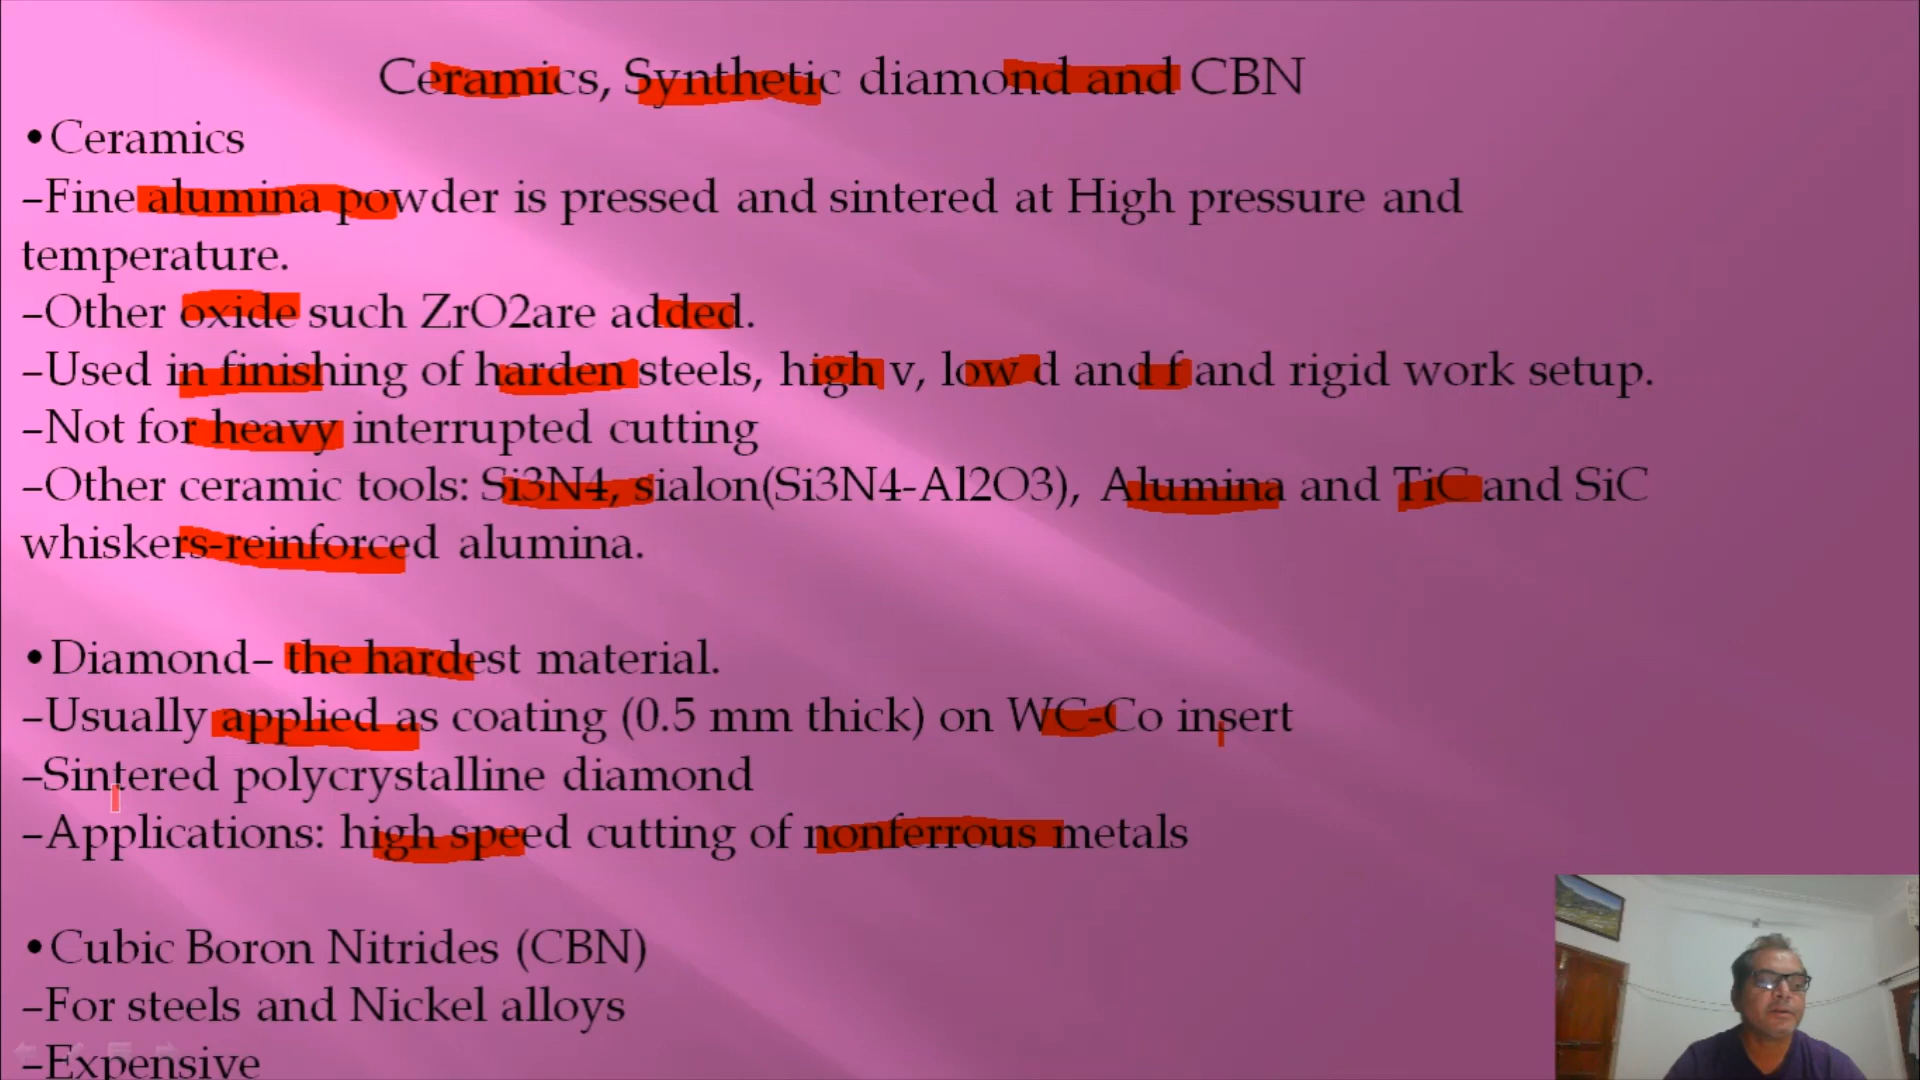 Ceramics, Synthetic diamond and CBN
•Ceramics
–Fine alumina powder is pressed and sintered at High pressure and
temperature.
–Other oxide such ZrO2are added.
–Used in finishing of harden steels, high v, low d and f and rigid work setup.
–Not for heavy interrupted cutting
–Other ceramic tools: Si3N4, sialon(Si3N4-Al2O3), Alumina and TiC and SiC
whiskers-reinforced alumina.
•Diamond– the hardest material.
–Usually applied as coating (0.5 mm thick) on WC-Co insert
–Sintered polycrystalline diamond
–Applications: high speed cutting of nonferrous metals
•Cubic Boron Nitrides (CBN)
–For steels and Nickel alloys
–Expensive